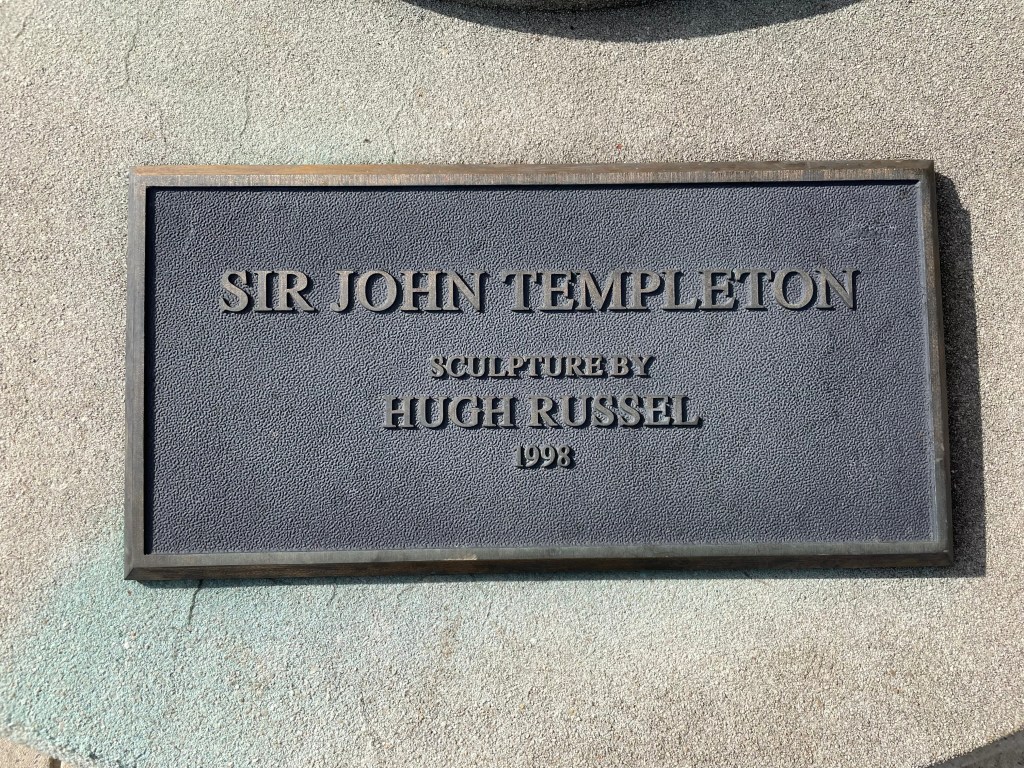 SIR JOHN TEMPLETON
SCULPTURE BY
HUGH RUSSEL
1998